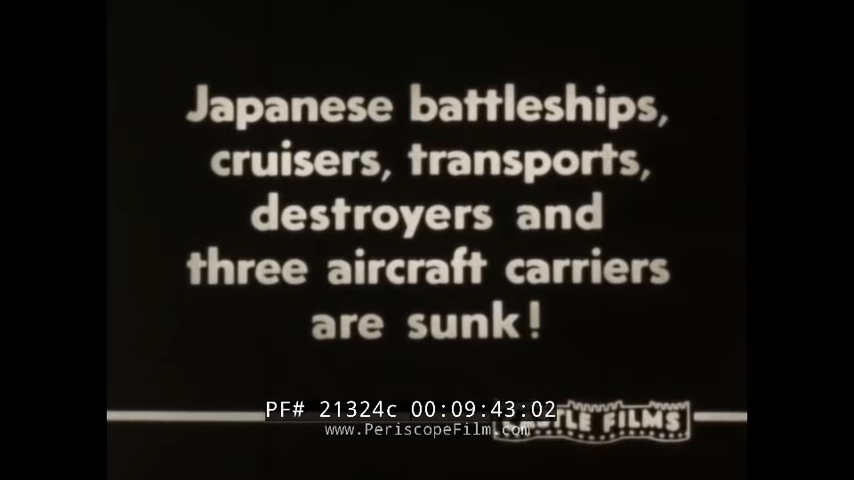 Japanese battleships,
cruisers, transports,
destroyers and
three aircraft carriers
are sunk!
PF# 21324c 00:09:43:02
www.PeriscopeFilm.com
FILMS